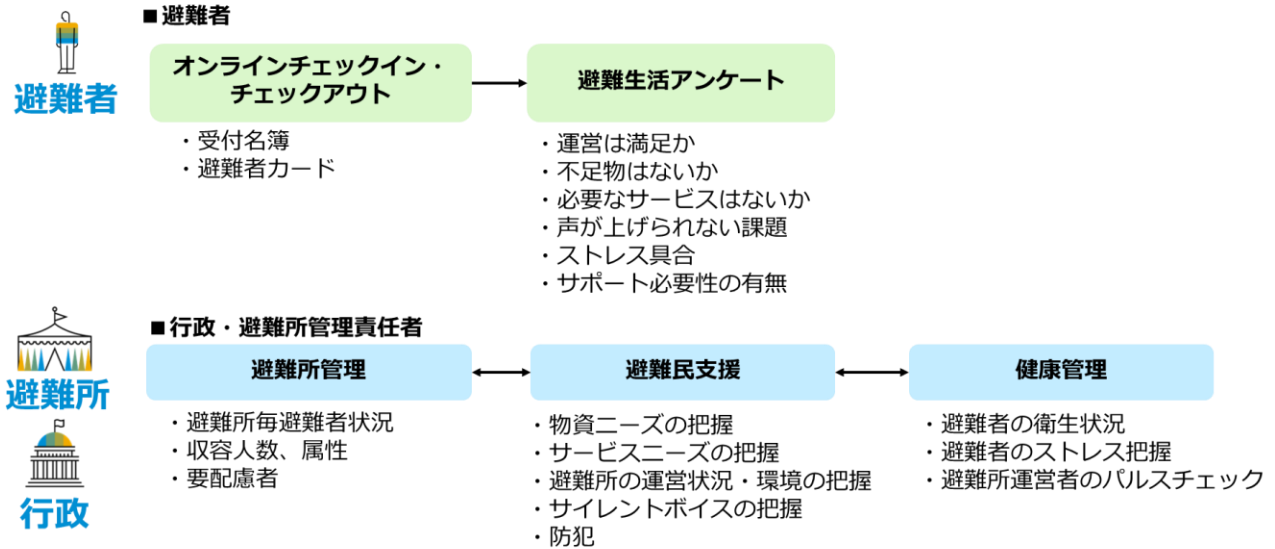 ■避難者
避難者
オンラインチェックイン・
チェックアウト
・受付名簿
・避難者カード
避難生活アンケート
・運営は満足か
・不足物はないか
・必要なサービスはないか
・声が上げられない課題
・ストレス具合
・サポート必要性の有無
■行政・避難所管理責任者
避難所
行政
避難所管理
・避難所毎避難者状況
・収容人数、属性
・要配慮者
避難民支援
・物資ニーズの把握
・サービスニーズの把握
・避難所の運営状況・環境の把握
・サイレントボイスの把握
・防犯
健康管理
・避難者の衛生状況
・避難者のストレス把握
・避難所運営者のパルスチェック